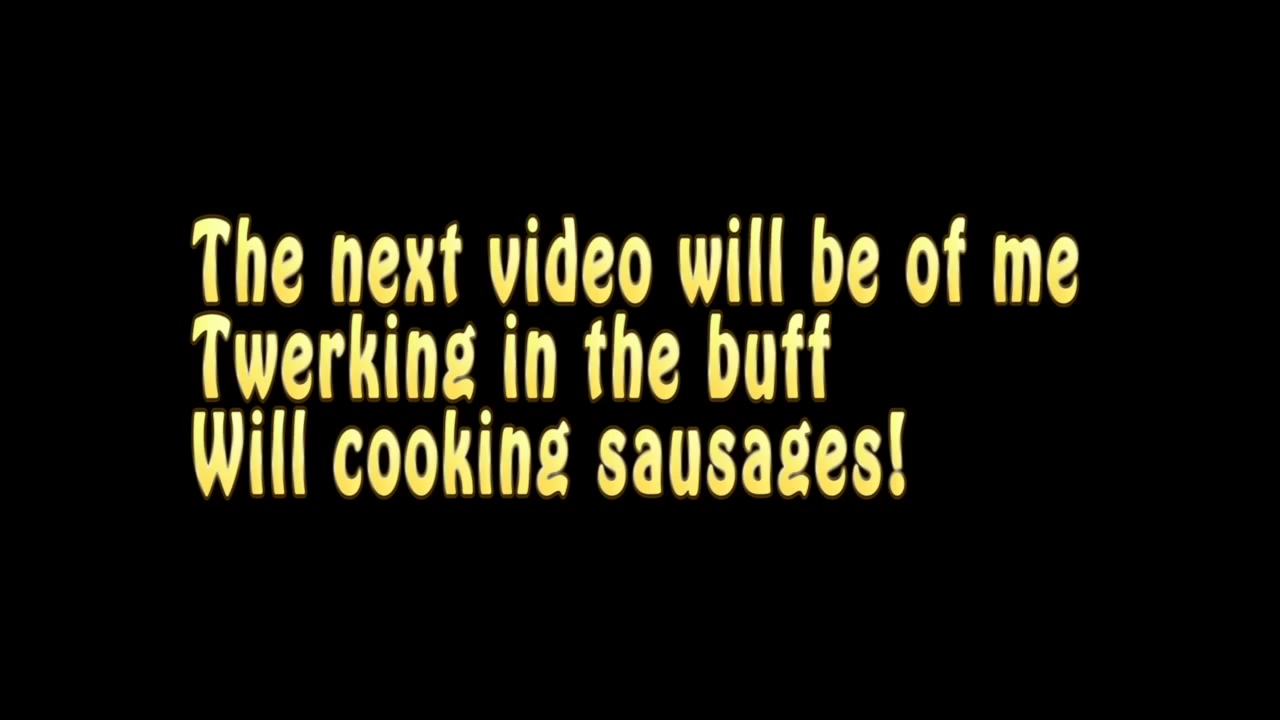 The next video will be of me
Twerking in the buff
Will cooking sausages!